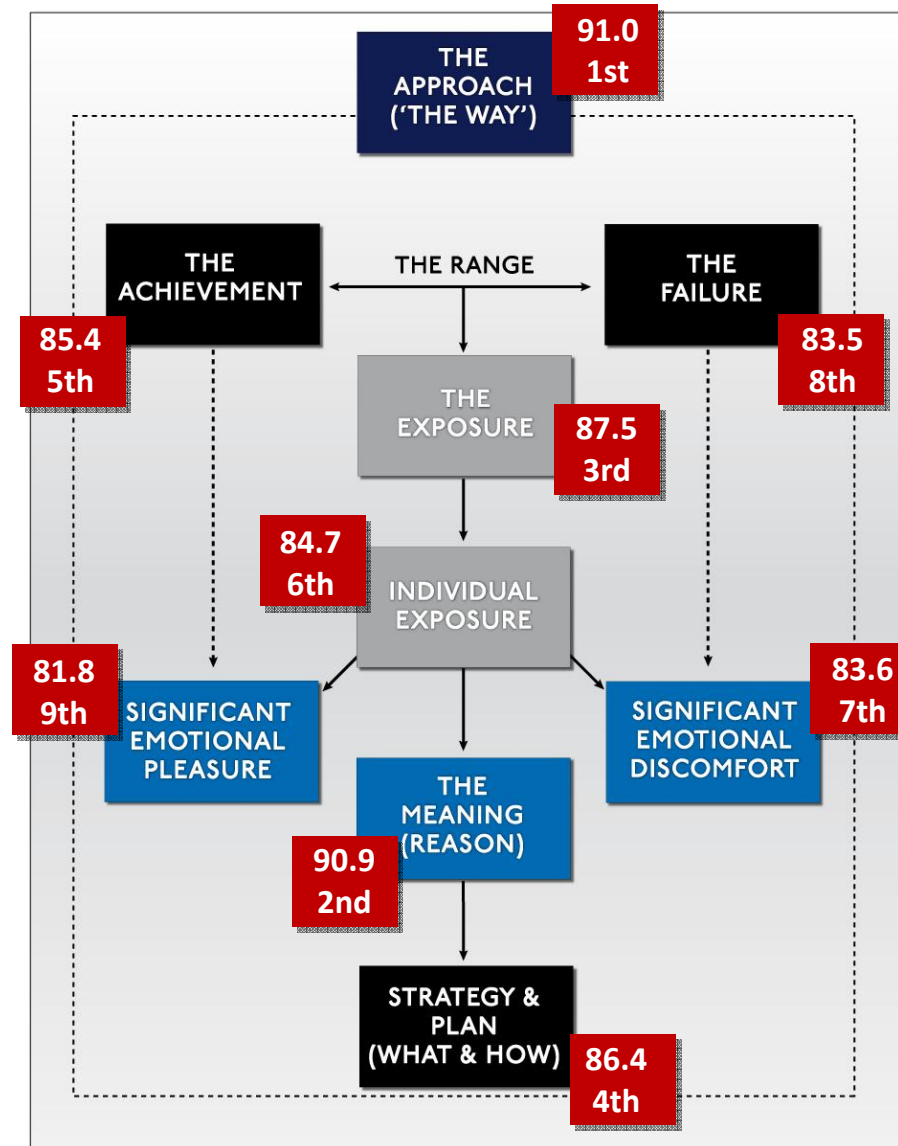 THE
APPROACH
('THE WAY')
91.0
1st
THE
ACHIEVEMENT
85.4
5th
THE RANGE
THE
FAILURE
83.5
8th
THE
EXPOSURE
87.5
3rd
84.7
6th
INDIVIDUAL
EXPOSURE
81.8
9th
SIGNIFICANT
EMOTIONAL
PLEASURE
SIGNIFICANT
EMOTIONAL
DISCOMFORT
83.6
7th
THE
MEANING
(REASON)
90.9
2nd
STRATEGY &
PLAN
(WHAT & HOW)
86.4
4th